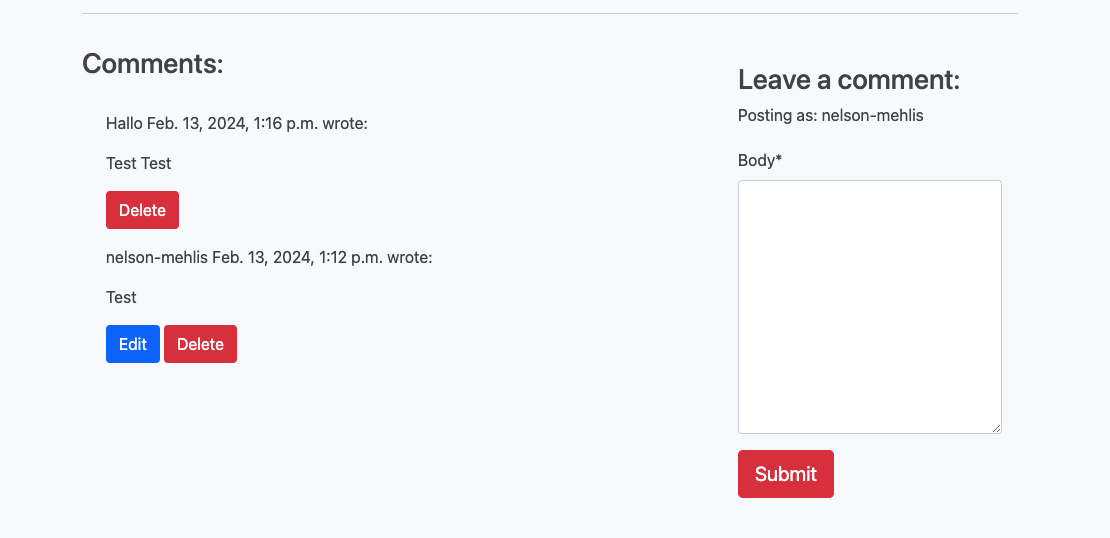 Comments:
Hallo Feb. 13, 2024, 1:16 p.m. wrote:
Test Test
Delete
nelson-mehlis Feb. 13, 2024, 1:12 p.m. wrote:
Test
Edit Delete
Leave a comment:
Posting as: nelson-mehlis
Body*
Submit